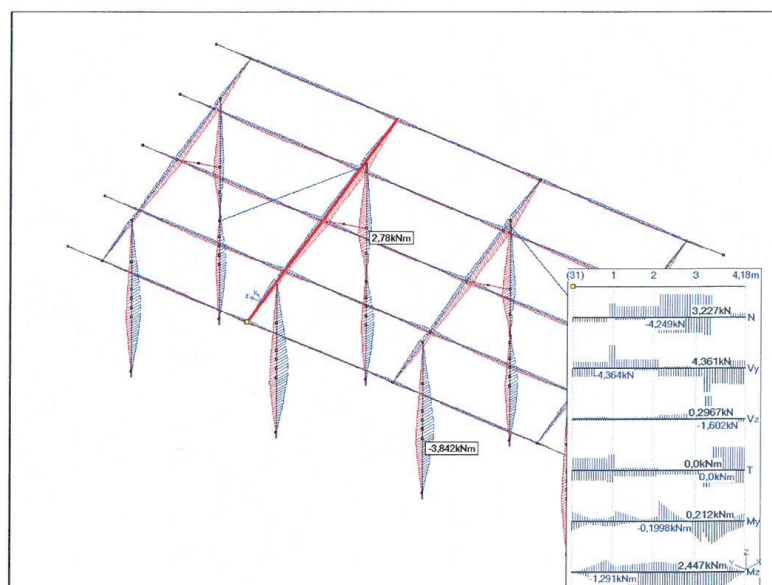 2,78kNm
-3,842kNm
(31) 1 2 3 4,18m
3,227kN
-4,249kN
N
4,361kN
-4,364kN
Vy
0,2967kN
-1,602kN
Vz
0,0kNm
0,0kNm
T
0,212kNm
-0,1998kNm
My
2,447kNm
-1,291kNm
Mz
Z
Y X